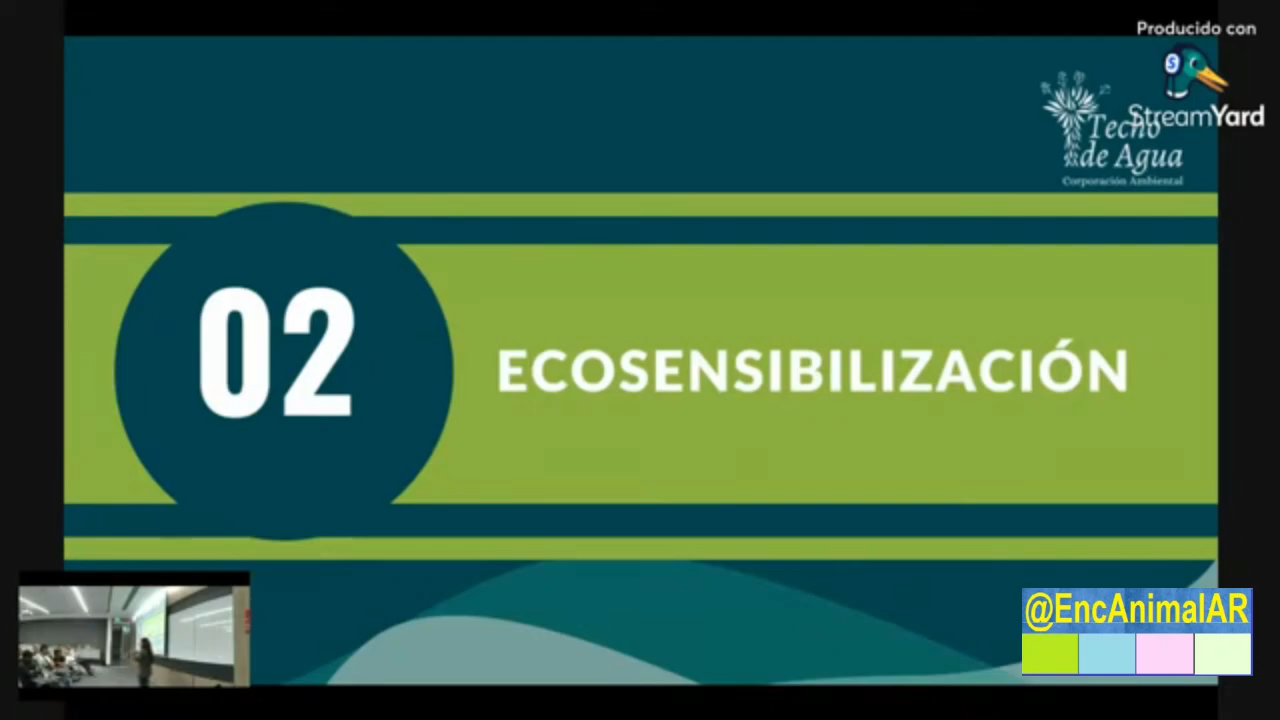 Producido con
StreamYard
Techo
de Agua
Corporación Ambiental
02
ECOSENSIBILIZACIÓN
@EncAnimalAR